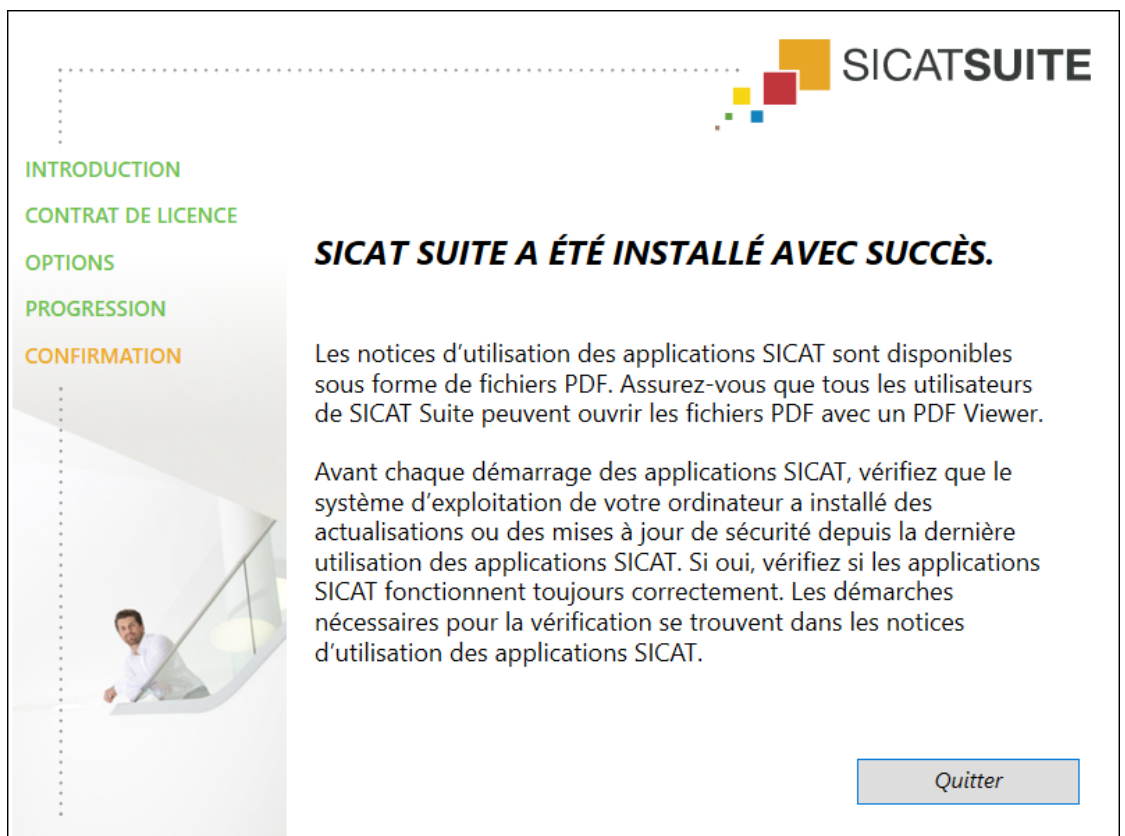 SICATSUITE
INTRODUCTION
CONTRAT DE LICENCE
OPTIONS
PROGRESSION
CONFIRMATION
SICAT SUITE A ÉTÉ INSTALLÉ AVEC SUCCÈS.
Les notices d’utilisation des applications SICAT sont disponibles
sous forme de fichiers PDF. Assurez-vous que tous les utilisateurs
de SICAT Suite peuvent ouvrir les fichiers PDF avec un PDF Viewer.
Avant chaque démarrage des applications SICAT, vérifiez que le
système d’exploitation de votre ordinateur a installé des
actualisations ou des mises à jour de sécurité depuis la dernière
utilisation des applications SICAT. Si oui, vérifiez si les applications
SICAT fonctionnent toujours correctement. Les démarches
nécessaires pour la vérification se trouvent dans les notices
d’utilisation des applications SICAT.
Quitter